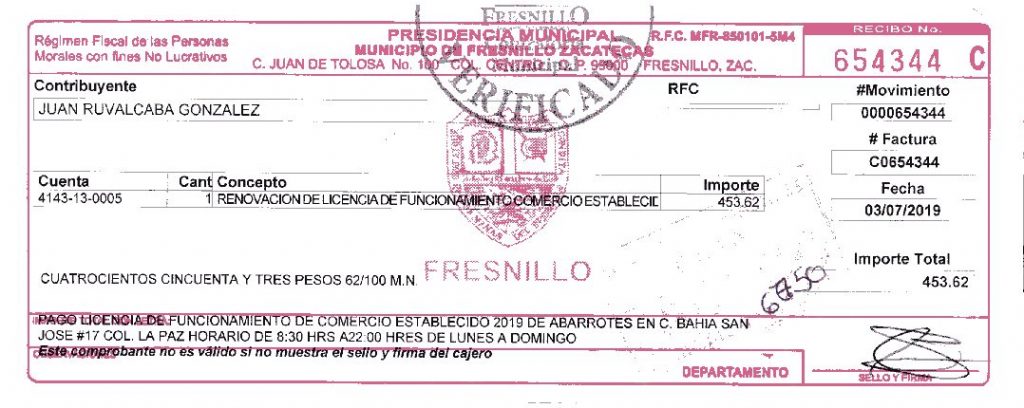 FRESNILLO
Régimen Fiscal de las Personas
Morales con fines No Lucrativos
PRESIDENCIA MUNICIPAL
MUNICIPIO DE FRESNILLO ZACATECAS
C. JUAN DE TOLOSA No. 100 COL. CENTRO C.P. 99000 FRESNILLO, ZAC.
R.F.C. MFR-850101-5M4
RECIBO No.
654344 C
Municipal
VERIFICADO
Contribuyente
RFC
#Movimiento
JUAN RUVALCABA GONZALEZ
0000654344
# Factura
C0654344
Cuenta Cant Concepto Importe
Fecha
4143-13-0005 1 RENOVACION DE LICENCIA DE FUNCIONAMIENTO COMERCIO ESTABLECID 453.62
03/07/2019
Importe Total
FRESNILLO
CUATROCIENTOS CINCUENTA Y TRES PESOS 62/100 M.N.
453.62
PAGO LICENCIA DE FUNCIONAMIENTO DE COMERCIO ESTABLECIDO 2019 DE ABARROTES EN C. BAHIA SAN
JOSE #17 COL. LA PAZ HORARIO DE 8:30 HRS A22:00 HRES DE LUNES A DOMINGO
Este comprobante no es válido si no muestra el sello y firma del cajero
DEPARTAMENTO
SELLO Y FIRMA